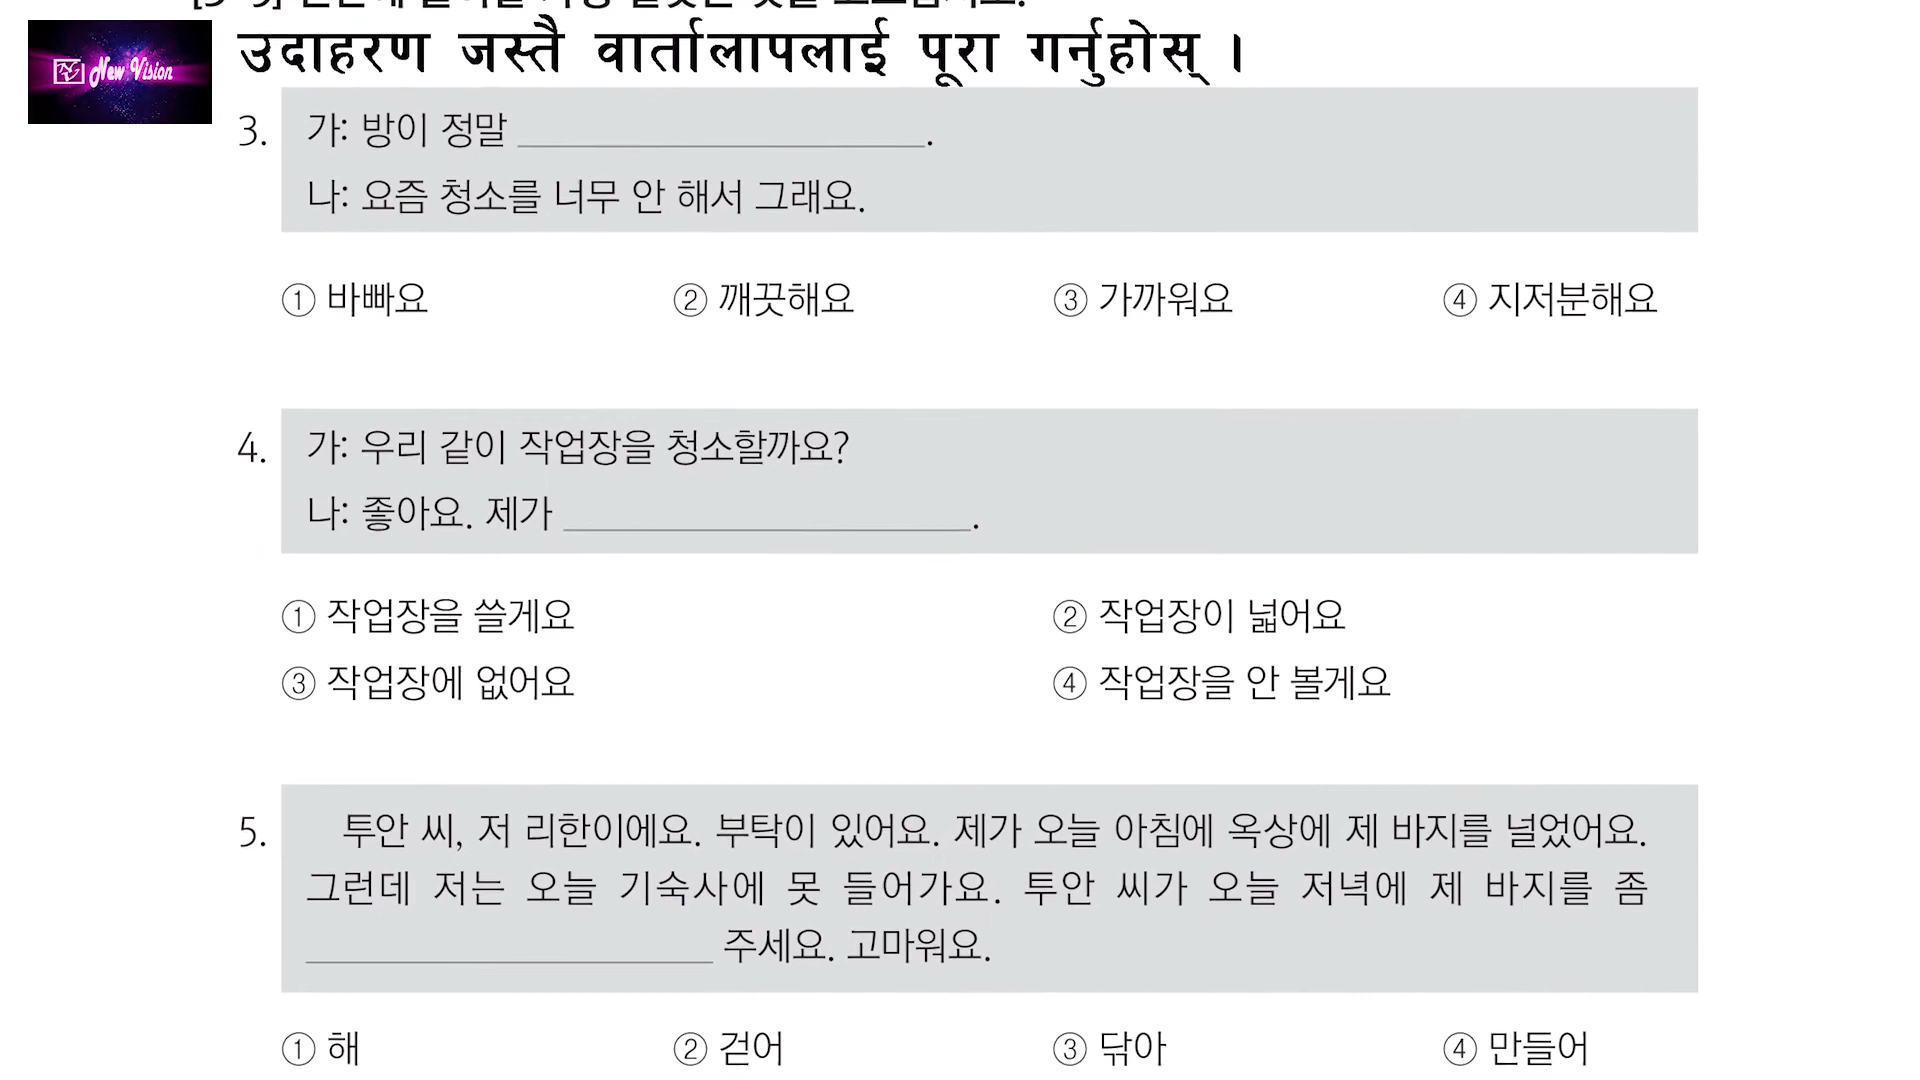 New Vision
उदाहरण जस्तै वार्तालापलाई पूरा गर्नुहोस् ।
3. 가: 방이 정말 ____________.
나: 요즘 청소를 너무 안 해서 그래요.
① 바빠요 ② 깨끗해요 ③ 가까워요 ④ 지저분해요
4. 가: 우리 같이 작업장을 청소할까요?
나: 좋아요. 제가 ____________.
① 작업장을 쓸게요 ② 작업장이 넓어요
③ 작업장에 없어요 ④ 작업장을 안 볼게요
5. 투안 씨, 저 리한이에요. 부탁이 있어요. 제가 오늘 아침에 옥상에 제 바지를 널었어요.
그런데 저는 오늘 기숙사에 못 들어가요. 투안 씨가 오늘 저녁에 제 바지를 좀
____________ 주세요. 고마워요.
① 해 ② 걷어 ③ 닦아 ④ 만들어